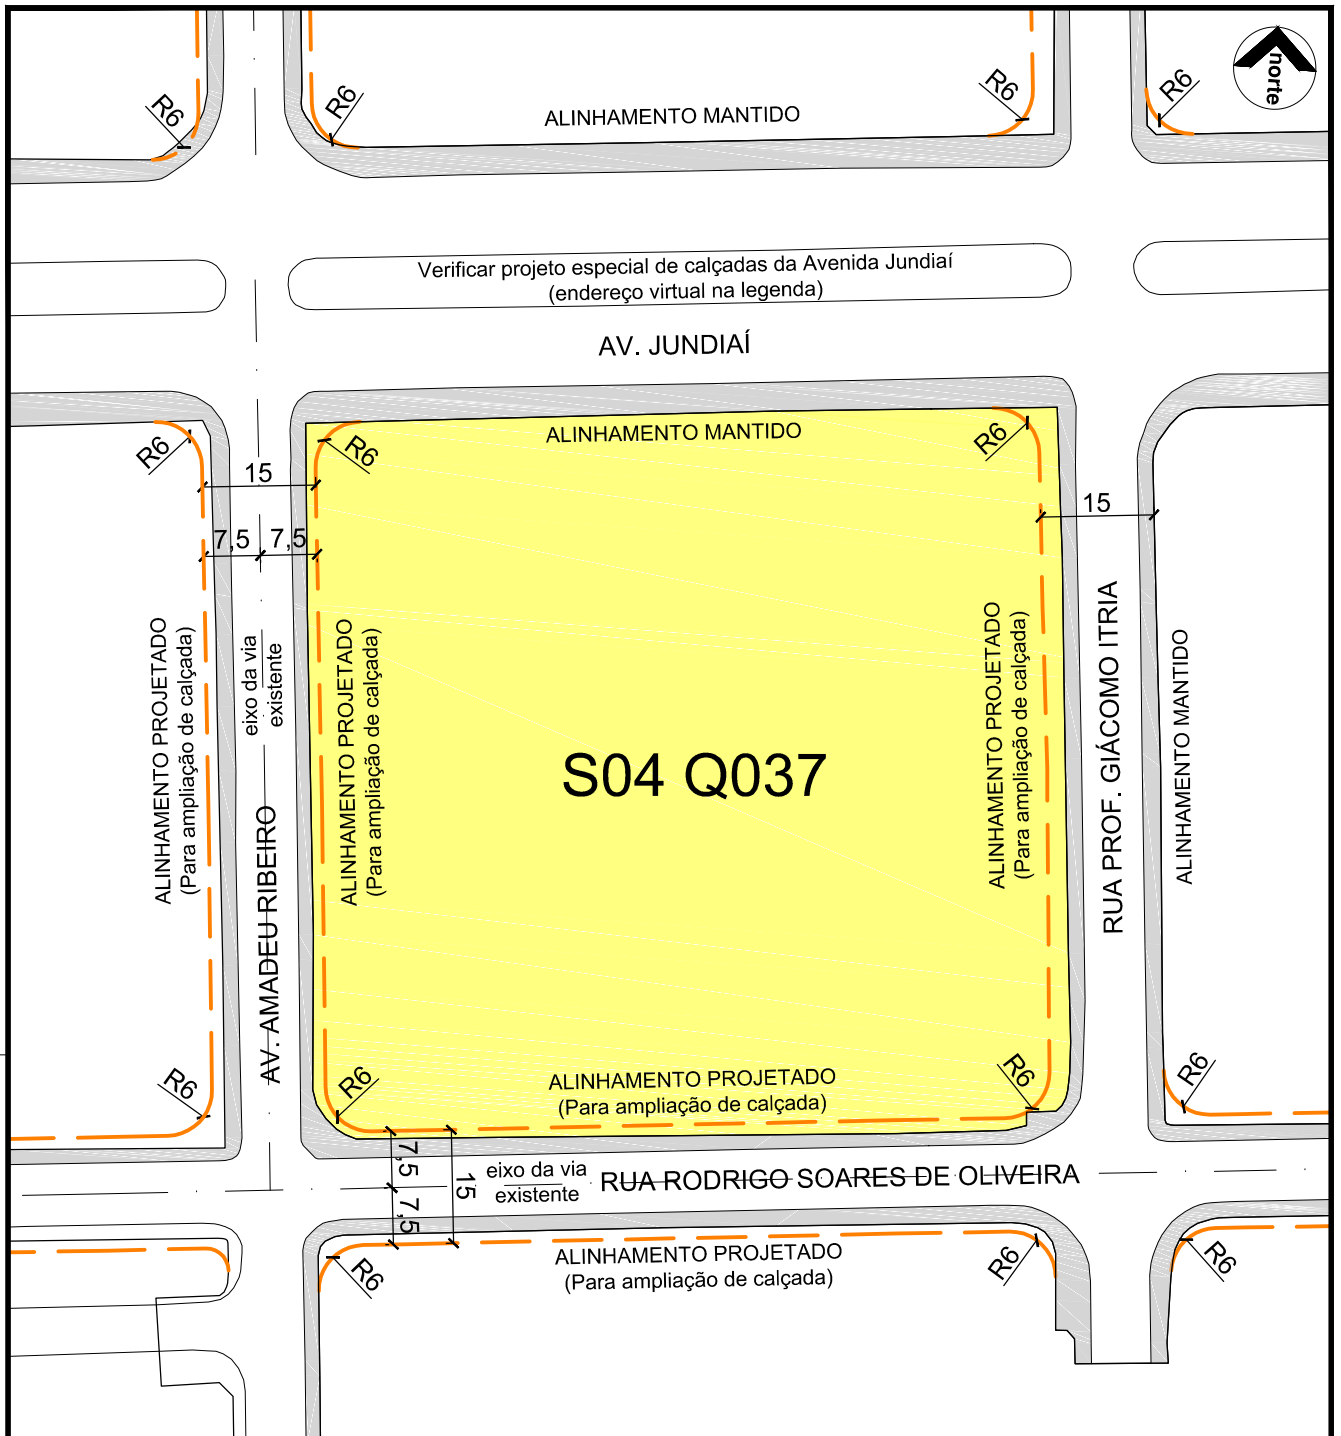 norte
R6
R6
R6
R6
ALINHAMENTO MANTIDO
Verificar projeto especial de calçadas da Avenida Jundiaí
(endereço virtual na legenda)
AV. JUNDIAÍ
R6
R6
ALINHAMENTO MANTIDO
R6
15
15
7,5
7,5
ALINHAMENTO PROJETADO
(Para ampliação de calçada)
eixo da via
existente
ALINHAMENTO PROJETADO
(Para ampliação de calçada)
ALINHAMENTO PROJETADO
(Para ampliação de calçada)
RUA PROF. GIÁCOMO ITRIA
ALINHAMENTO MANTIDO
S04 Q037
AV. AMADEU RIBEIRO
R6
R6
ALINHAMENTO PROJETADO
(Para ampliação de calçada)
R6
R6
7,5
7,5
15
eixo da via
existente
RUA RODRIGO SOARES DE OLIVEIRA
R6
ALINHAMENTO PROJETADO
(Para ampliação de calçada)
R6
R6